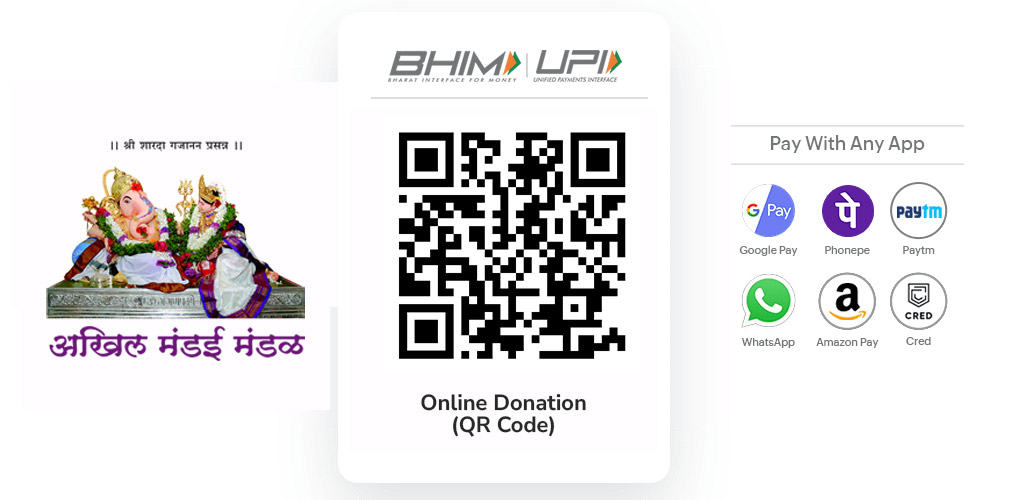 ।। श्री शारदा गजानन प्रसन्न ।।
अखिल मंडई मंडळ
BHIM
BHARAT INTERFACE FOR MONEY
UPI
UNIFIED PAYMENTS INTERFACE
Online Donation
(QR Code)
Pay With Any App
G Pay
Google Pay
पे
Phonepe
paytm
Paytm
WhatsApp
a
Amazon Pay
CRED
Cred